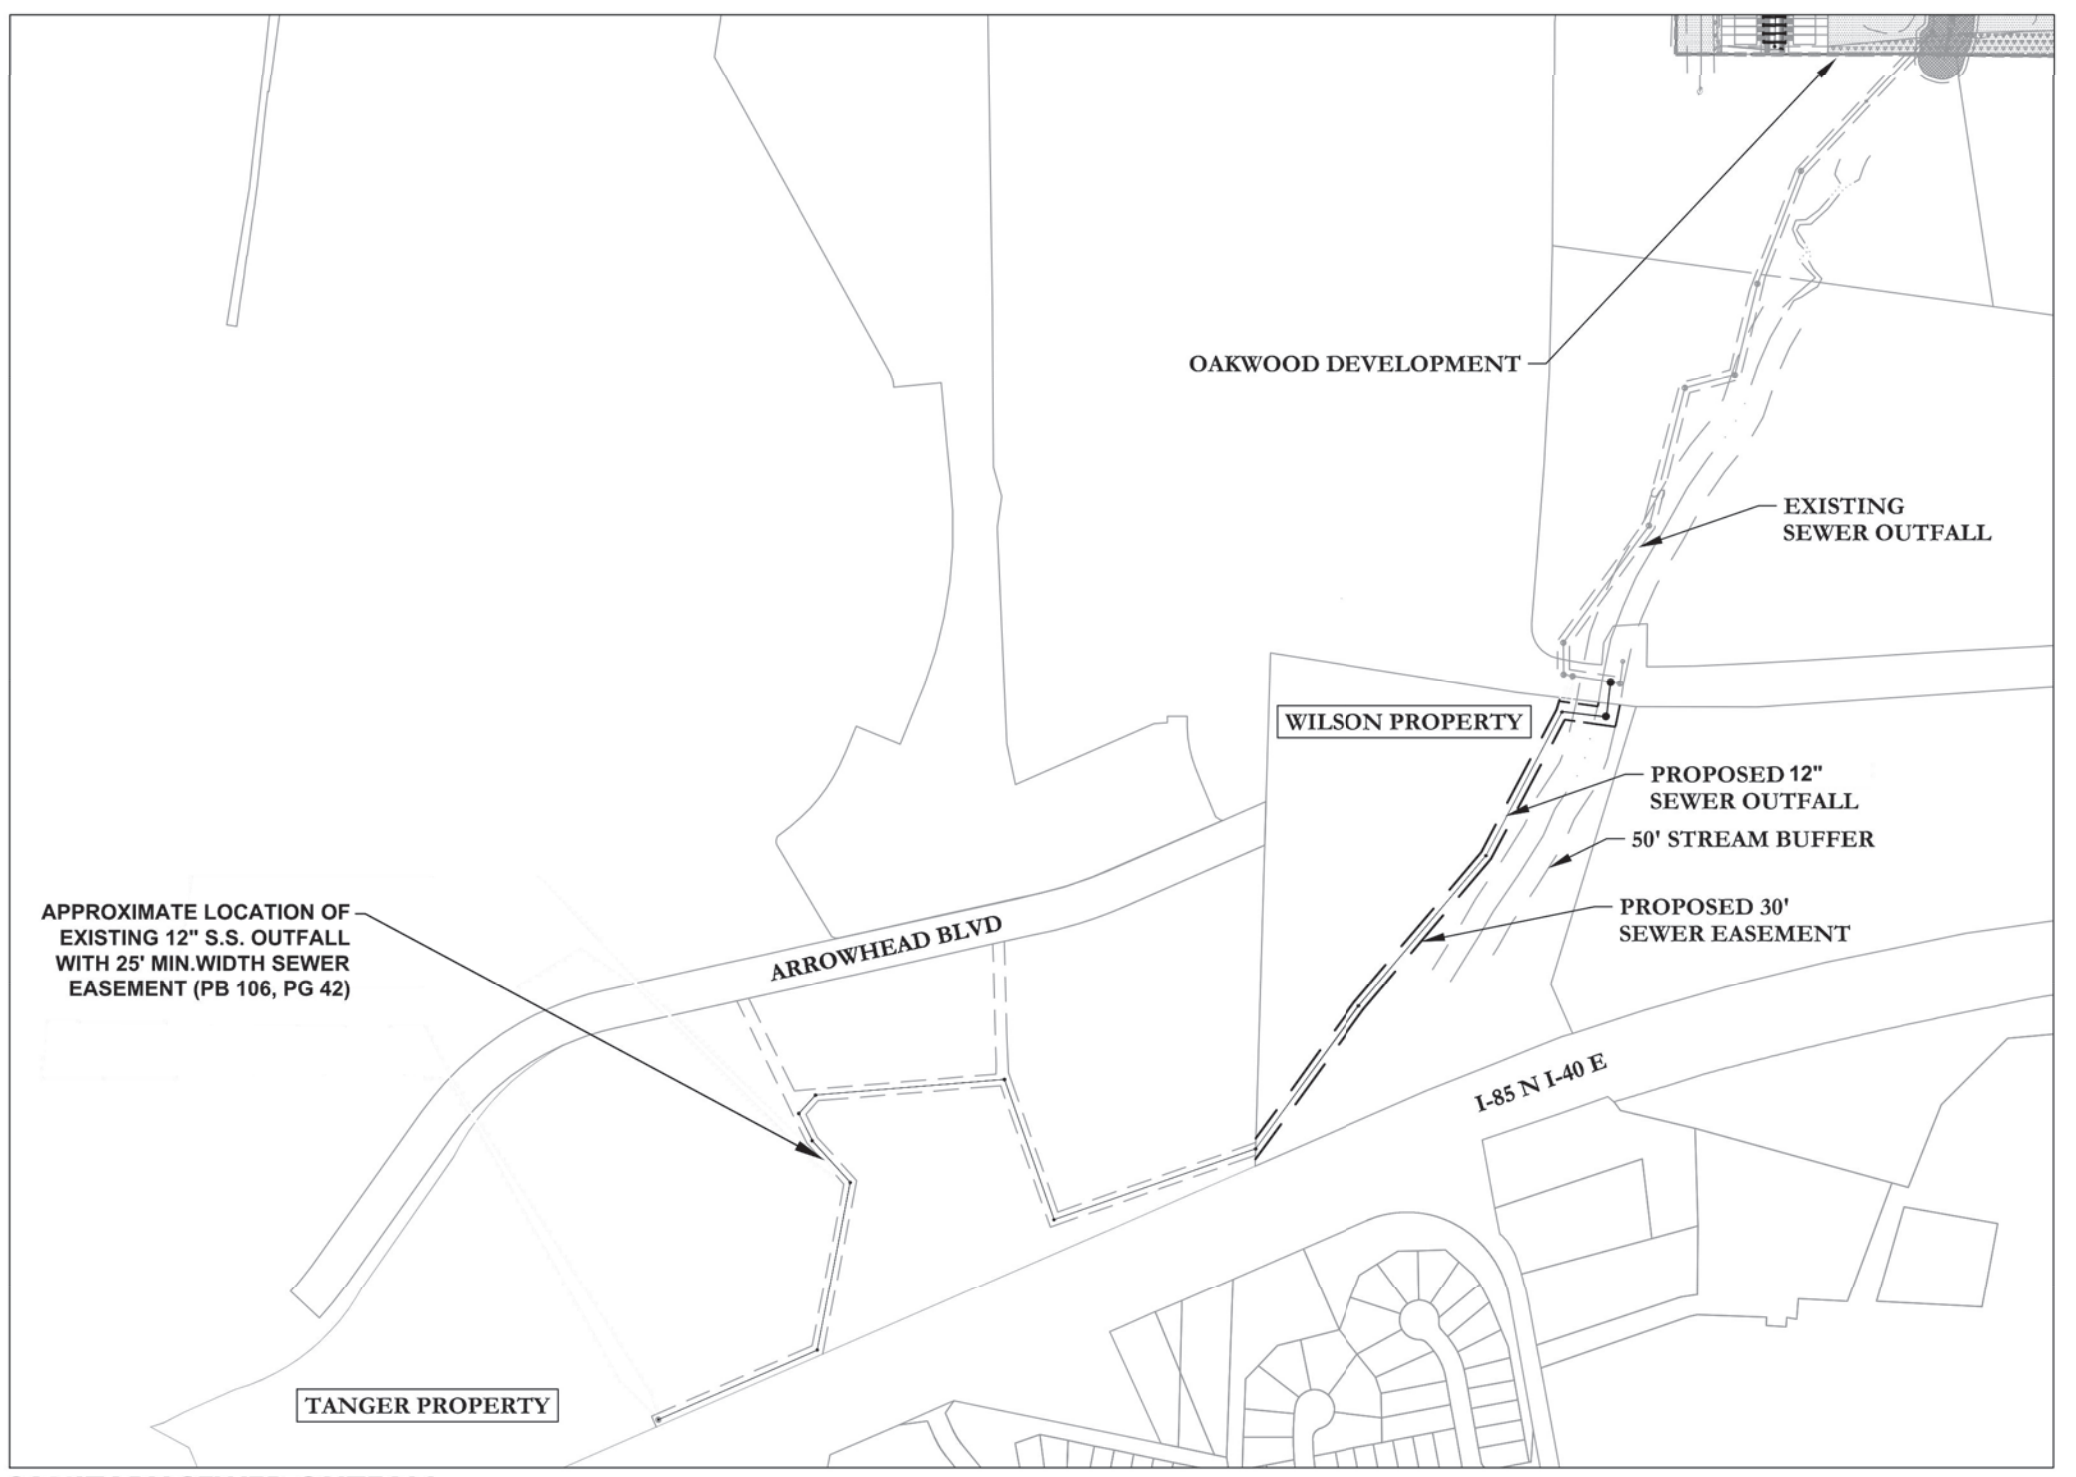 OAKWOOD DEVELOPMENT
EXISTING
SEWER OUTFALL
WILSON PROPERTY
PROPOSED 12"
SEWER OUTFALL
50' STREAM BUFFER
PROPOSED 30'
SEWER EASEMENT
APPROXIMATE LOCATION OF
EXISTING 12" S.S. OUTFALL
WITH 25' MIN.WIDTH SEWER
EASEMENT (PB 106, PG 42)
ARROWHEAD BLVD
I-85 N I-40 E
TANGER PROPERTY